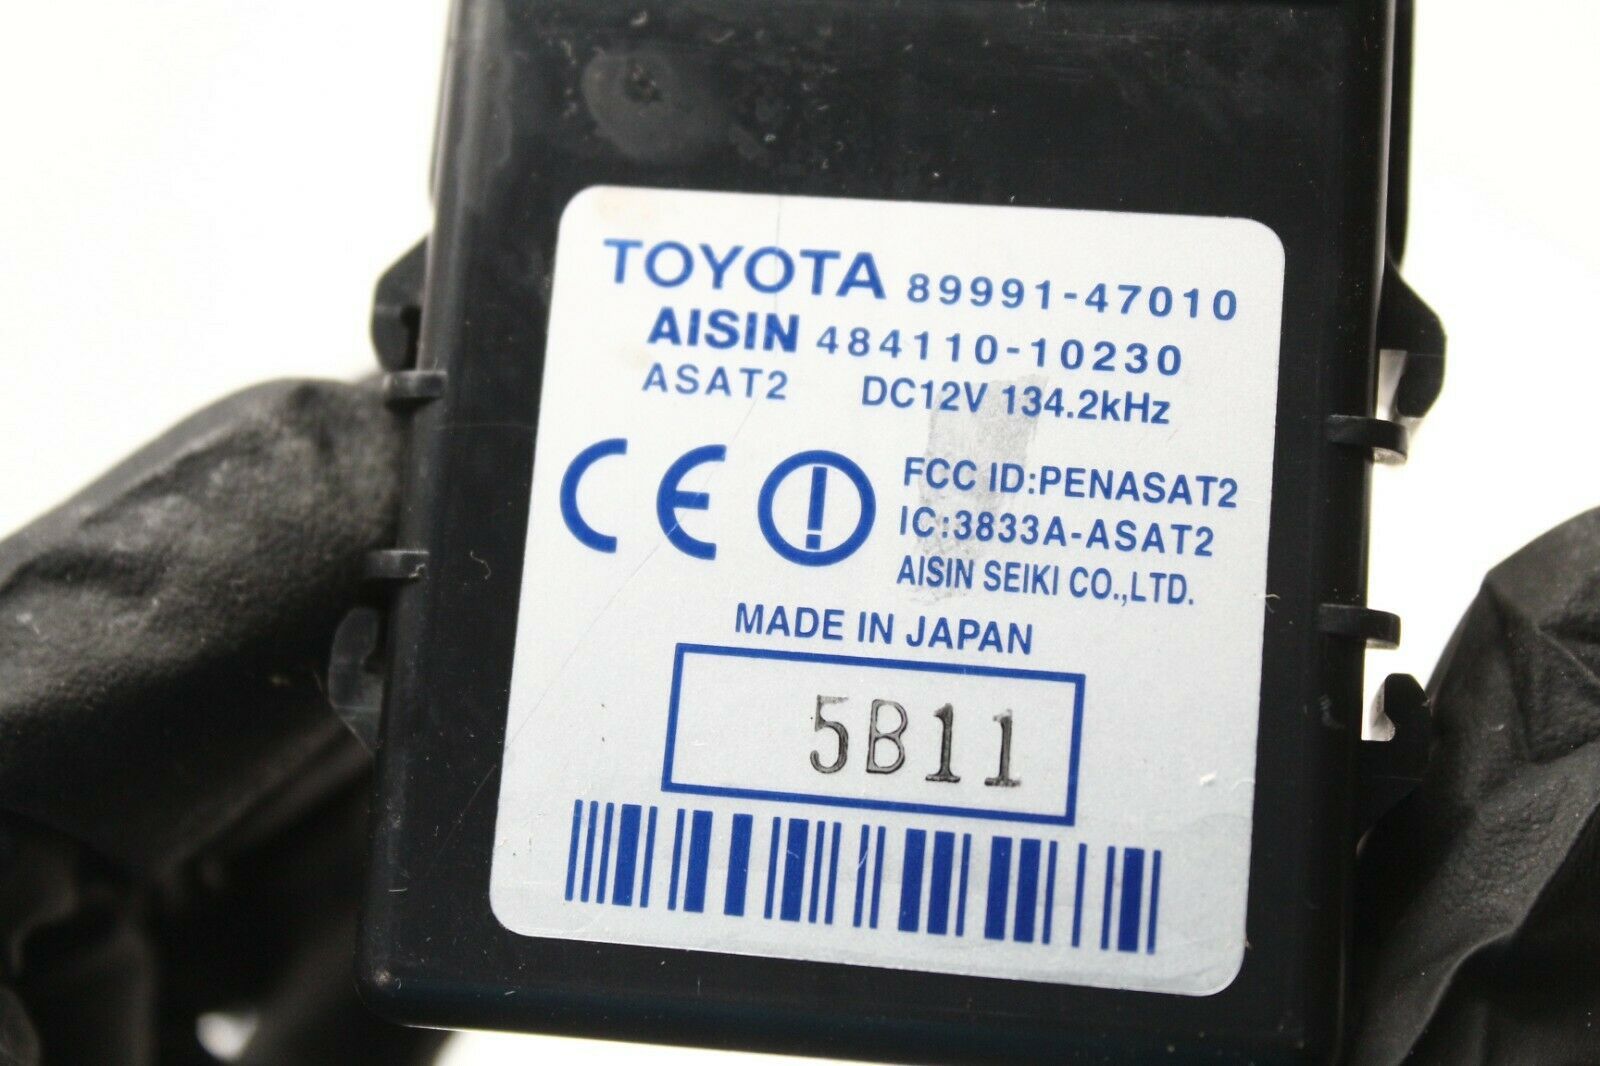 TOYOTA 89991-47010
AISIN 484110-10230
ASAT2 DC12V 134.2kHz
CE
FCC ID:PENASAT2
IC:3833A-ASAT2
AISIN SEIKI CO.,LTD.
MADE IN JAPAN
5B11